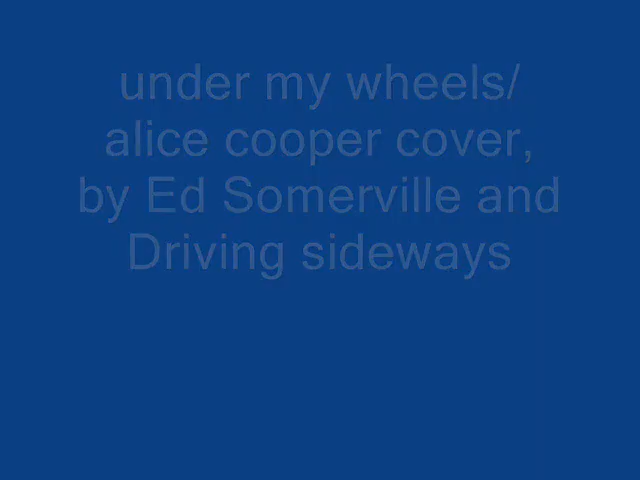 under my wheels/
alice cooper cover,
by Ed Somerville and
Driving sideways